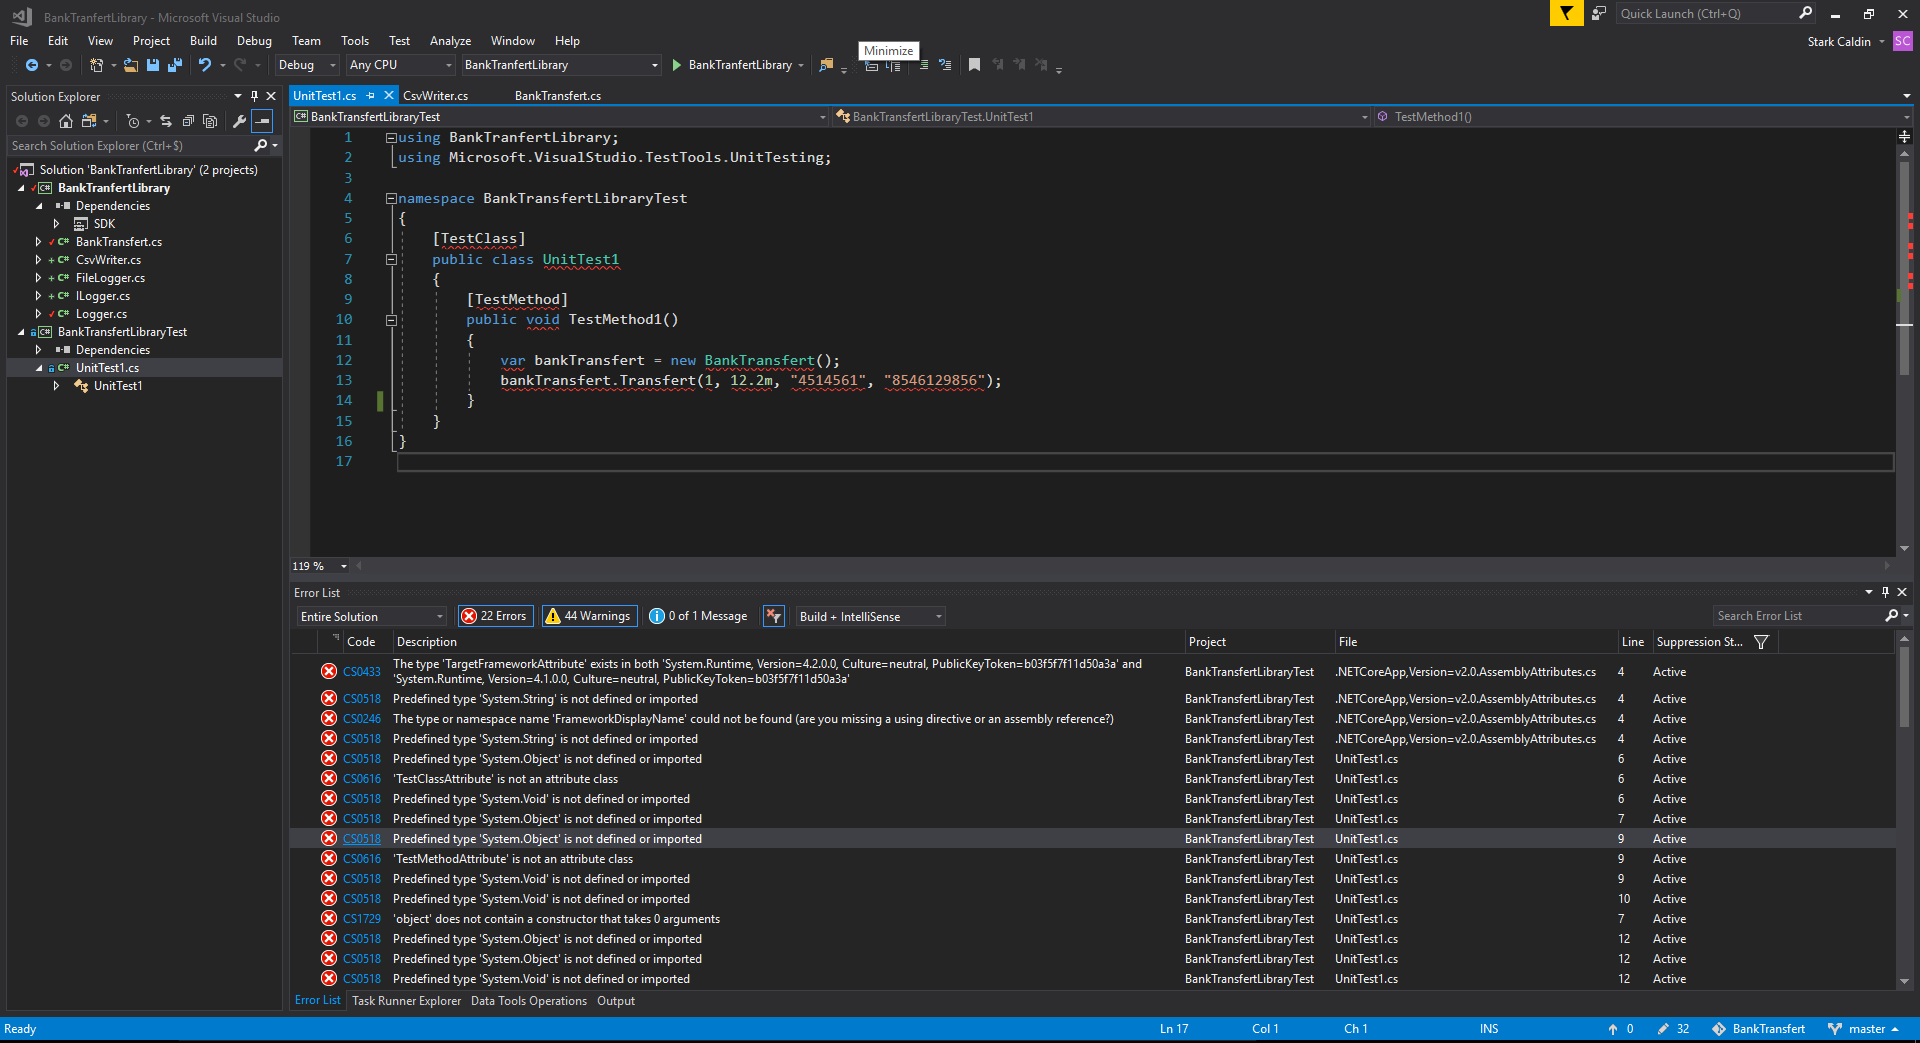 BankTranfertLibrary - Microsoft Visual Studio
Quick Launch (Ctrl+Q)
File Edit View Project Build Debug Team Tools Test Analyze Window Help
Stark Caldin
SC
Minimize
Debug
Any CPU
BankTranfertLibrary
BankTranfertLibrary
Solution Explorer
Search Solution Explorer (Ctrl+$)
Solution 'BankTranfertLibrary' (2 projects)
BankTranfertLibrary
Dependencies
SDK
BankTransfert.cs
CsvWriter.cs
FileLogger.cs
ILogger.cs
Logger.cs
BankTransfertLibraryTest
Dependencies
UnitTest1.cs
UnitTest1
UnitTest1.cs CsvWriter.cs BankTransfert.cs
BankTransfertLibraryTest BankTransfertLibraryTest.UnitTest1 TestMethod1()
1 using BankTranfertLibrary;
2 using Microsoft.VisualStudio.TestTools.UnitTesting;
3
4 namespace BankTransfertLibraryTest
5 {
6 [TestClass]
7 public class UnitTest1
8 {
9 [TestMethod]
10 public void TestMethod1()
11 {
12 var bankTransfert = new BankTransfert();
13 bankTransfert.Transfert(1, 12.2m, "4514561", "8546129856");
14 }
15 }
16 }
17
119 %
Error List
Entire Solution 22 Errors 44 Warnings 0 of 1 Message Build + IntelliSense Search Error List
Code Description Project File Line Suppression St...
CS0433 The type 'TargetFrameworkAttribute' exists in both 'System.Runtime, Version=4.2.0.0, Culture=neutral, PublicKeyToken=b03f5f7f11d50a3a' and
'System.Runtime, Version=4.1.0.0, Culture=neutral, PublicKeyToken=b03f5f7f11d50a3a' BankTransfertLibraryTest .NETCoreApp,Version=v2.0.AssemblyAttributes.cs 4 Active
CS0518 Predefined type 'System.String' is not defined or imported BankTransfertLibraryTest .NETCoreApp,Version=v2.0.AssemblyAttributes.cs 4 Active
CS0246 The type or namespace name 'FrameworkDisplayName' could not be found (are you missing a using directive or an assembly reference?) BankTransfertLibraryTest .NETCoreApp,Version=v2.0.AssemblyAttributes.cs 4 Active
CS0518 Predefined type 'System.String' is not defined or imported BankTransfertLibraryTest .NETCoreApp,Version=v2.0.AssemblyAttributes.cs 4 Active
CS0518 Predefined type 'System.Object' is not defined or imported BankTransfertLibraryTest UnitTest1.cs 6 Active
CS0616 'TestClassAttribute' is not an attribute class BankTransfertLibraryTest UnitTest1.cs 6 Active
CS0518 Predefined type 'System.Void' is not defined or imported BankTransfertLibraryTest UnitTest1.cs 6 Active
CS0518 Predefined type 'System.Object' is not defined or imported BankTransfertLibraryTest UnitTest1.cs 7 Active
CS0518 Predefined type 'System.Object' is not defined or imported BankTransfertLibraryTest UnitTest1.cs 9 Active
CS0616 'TestMethodAttribute' is not an attribute class BankTransfertLibraryTest UnitTest1.cs 9 Active
CS0518 Predefined type 'System.Void' is not defined or imported BankTransfertLibraryTest UnitTest1.cs 9 Active
CS0518 Predefined type 'System.Void' is not defined or imported BankTransfertLibraryTest UnitTest1.cs 10 Active
CS1729 'object' does not contain a constructor that takes 0 arguments BankTransfertLibraryTest UnitTest1.cs 7 Active
CS0518 Predefined type 'System.Object' is not defined or imported BankTransfertLibraryTest UnitTest1.cs 12 Active
CS0518 Predefined type 'System.Object' is not defined or imported BankTransfertLibraryTest UnitTest1.cs 12 Active
CS0518 Predefined type 'System.Void' is not defined or imported BankTransfertLibraryTest UnitTest1.cs 12 Active
Error List Task Runner Explorer Data Tools Operations Output
Ready Ln 17 Col 1 Ch 1 INS 0 32 BankTransfert master